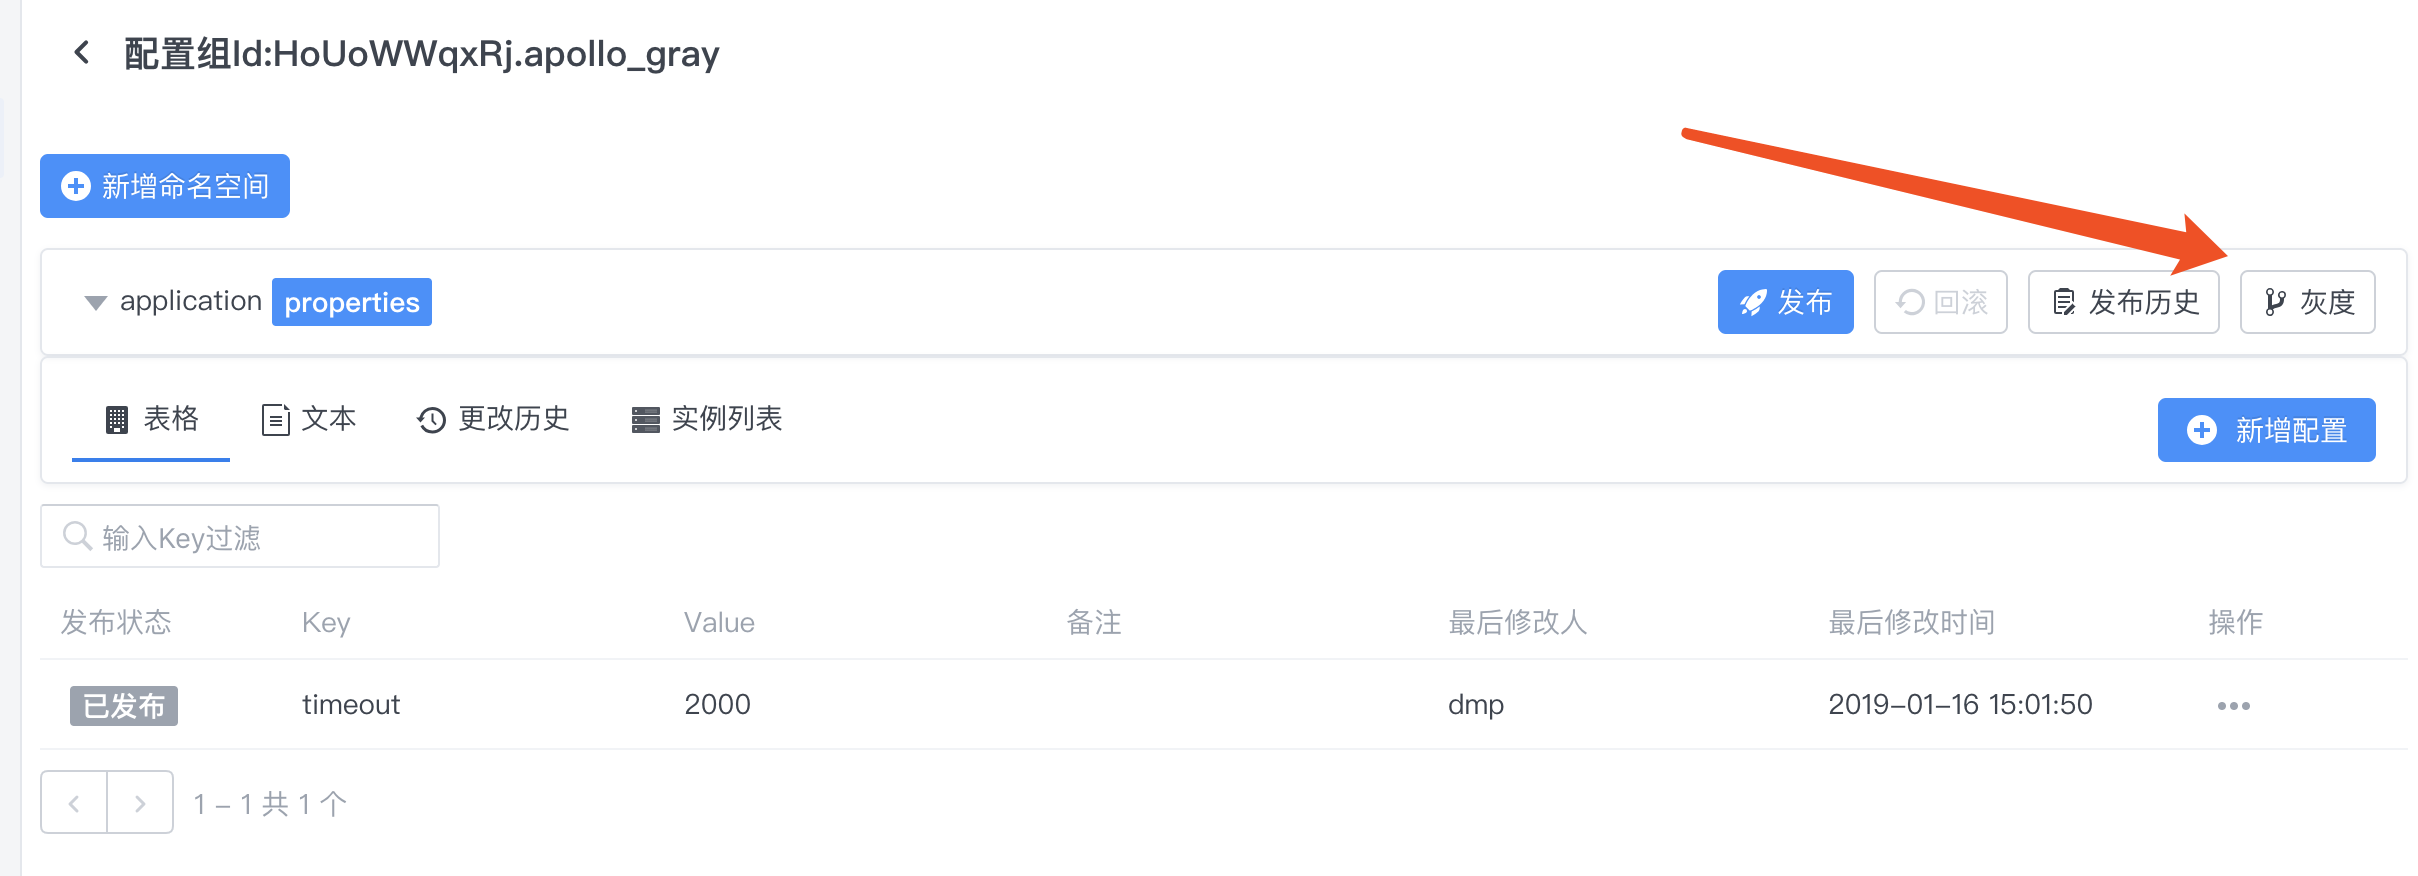 配置组Id:HoUoWWqxRj.apollo_gray
新增命名空间
application properties 发布 回滚 发布历史 灰度
表格 文本 更改历史 实例列表 新增配置
输入Key过滤
发布状态 Key Value 备注 最后修改人 最后修改时间 操作
已发布 timeout 2000 dmp 2019-01-16 15:01:50
1 - 1 共 1 个